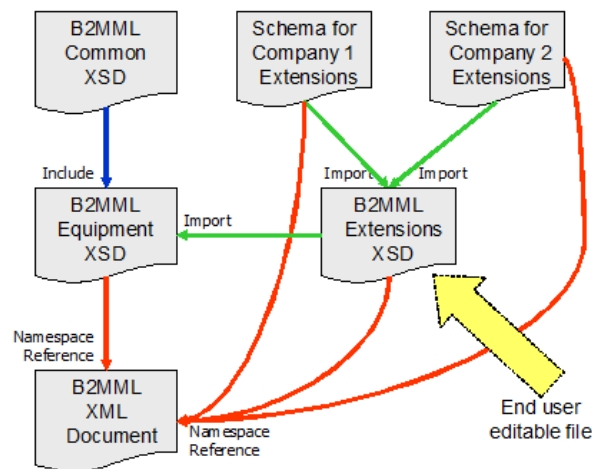 B2MML
Common
XSD
Schema for
Company 1
Extensions
Schema for
Company 2
Extensions
Include
Import
Import
B2MML
Equipment
XSD
Import
B2MML
Extensions
XSD
Namespace
Reference
B2MML
XML
Document
Namespace
Reference
End user
editable file